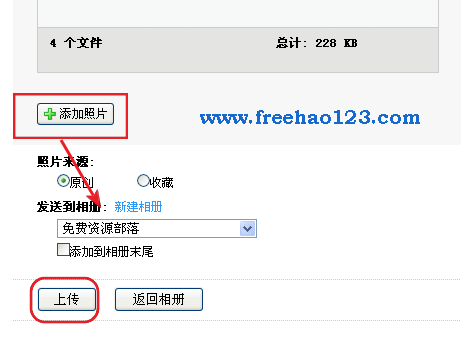 4 个文件 总计: 228 KB
添加照片
www.freehao123.com
照片来源:
原创 收藏
发送到相册: 新建相册
免费资源部落
添加到相册末尾
上传 返回相册